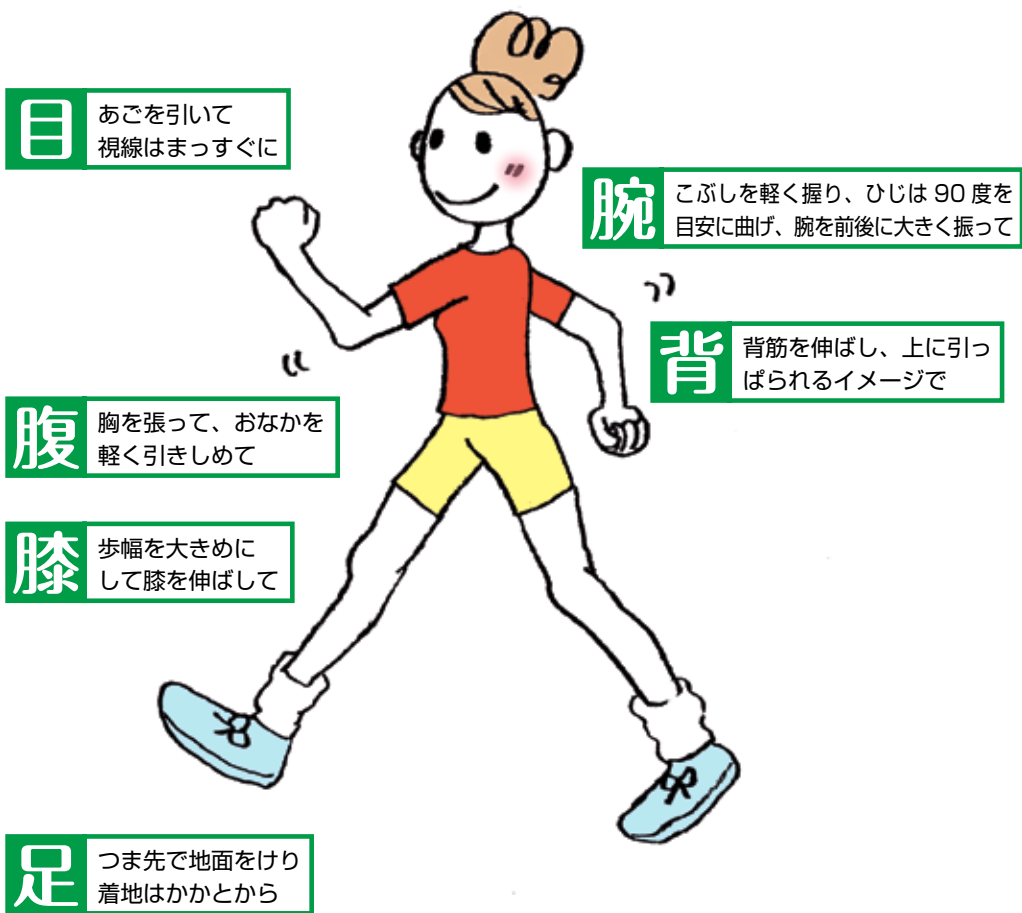 目
あごを引いて
視線はまっすぐに
腕
こぶしを軽く握り、ひじは 90 度を
目安に曲げ、腕を前後に大きく振って
背
背筋を伸ばし、上に引っ
ぱられるイメージで
腹
胸を張って、おなかを
軽く引きしめて
膝
歩幅を大きめに
して膝を伸ばして
足
つま先で地面をけり
着地はかかとから